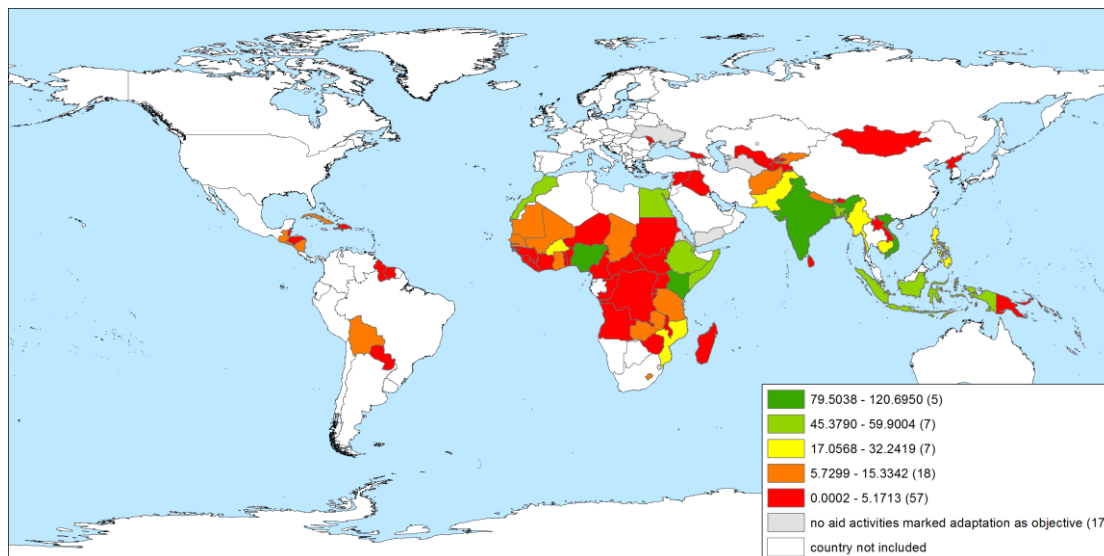 79.5038 - 120.6950 (5)
45.3790 - 59.9004 (7)
17.0568 - 32.2419 (7)
5.7299 - 15.3342 (18)
0.0002 - 5.1713 (57)
no aid activities marked adaptation as objective (17
country not included